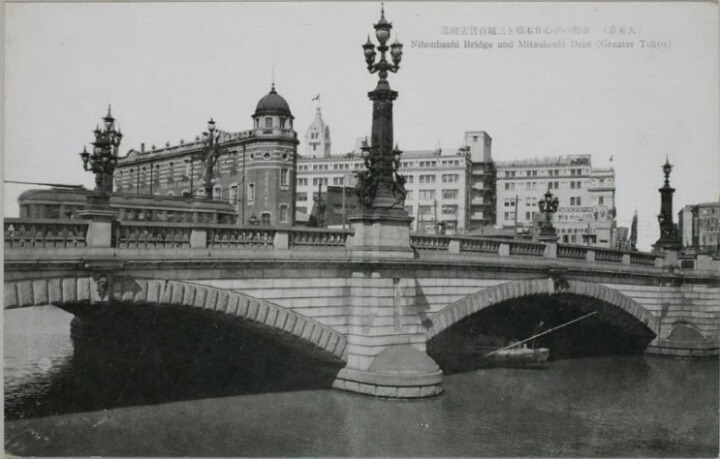 (大東京) 帝都の中心日本橋と三越百貨店附近
Nihonbashi Bridge and Mitsukoshi Dept (Greater Tokyo)